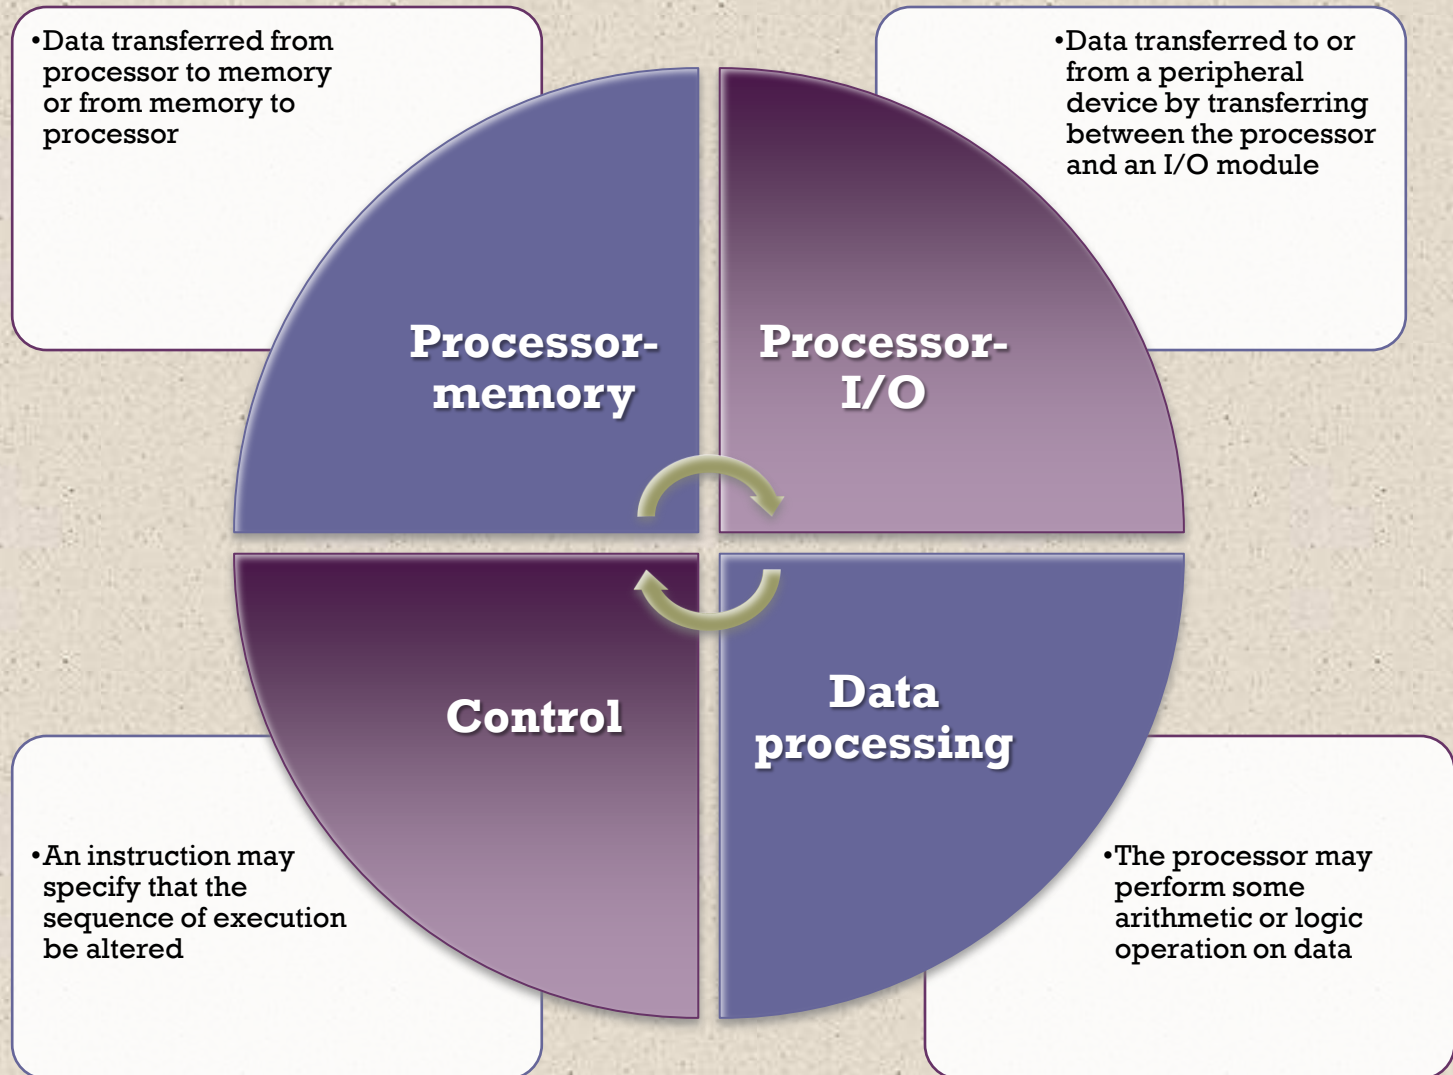 •Data transferred from
processor to memory
or from memory to
processor
•Data transferred to or
from a peripheral
device by transferring
between the processor
and an I/O module
Processor-
memory
Processor-
I/O
Control
Data
processing
•An instruction may
specify that the
sequence of execution
be altered
•The processor may
perform some
arithmetic or logic
operation on data